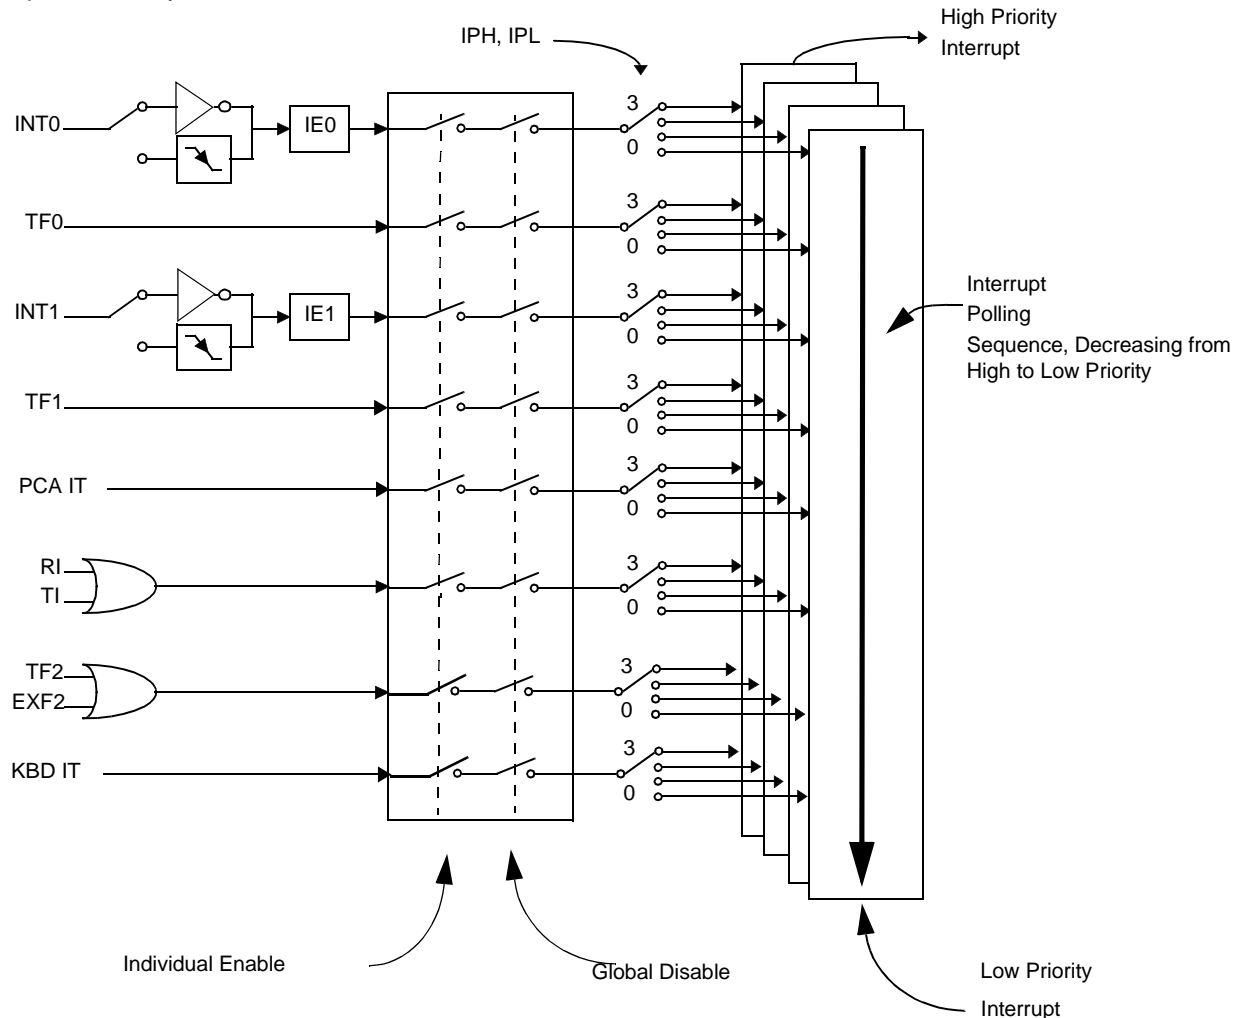 High Priority
Interrupt
IPH, IPL
3
INT0
IE0
0
3
TF0
0
3
INT1
IE1
0
Interrupt
Polling
Sequence, Decreasing from
High to Low Priority
3
TF1
0
3
PCA IT
0
3
RI
TI
0
3
TF2
EXF2
0
3
KBD IT
0
Individual Enable
Global Disable
Low Priority
Interrupt